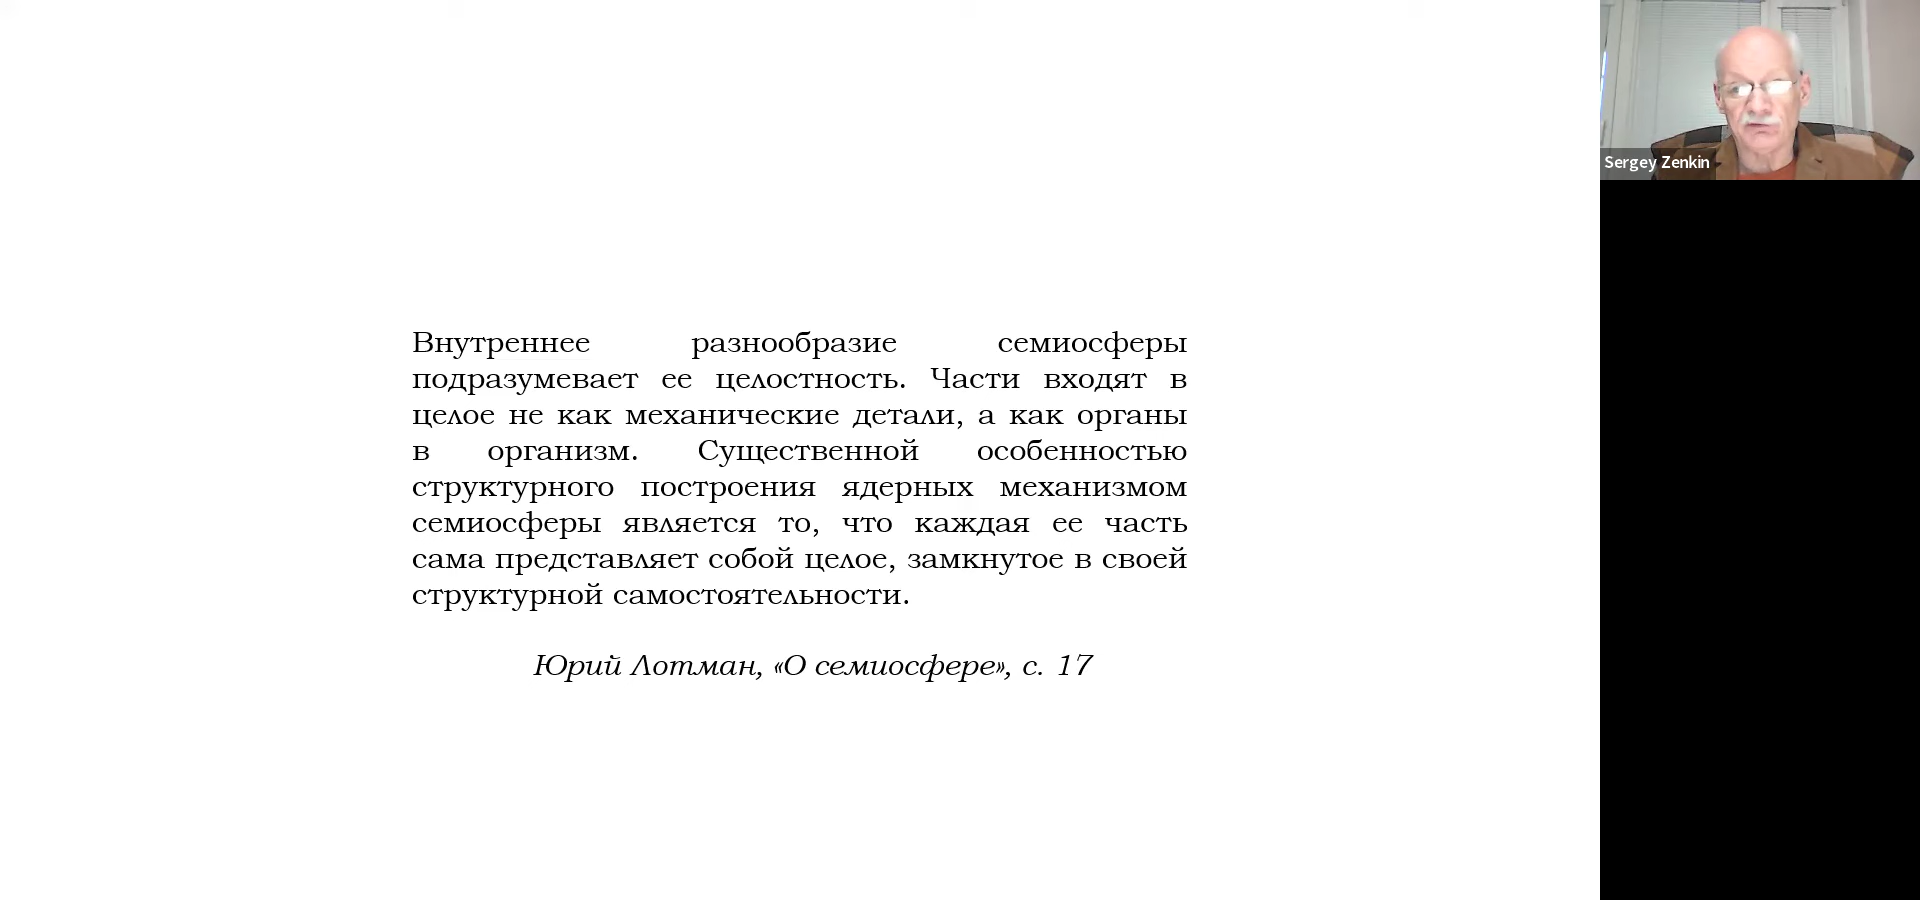 Внутреннее разнообразие семиосферы
подразумевает ее целостность. Части входят в
целое не как механические детали, а как органы
в организм. Существенной особенностью
структурного построения ядерных механизмом
семиосферы является то, что каждая ее часть
сама представляет собой целое, замкнутое в своей
структурной самостоятельности.
Юрий Лотман, «О семиосфере», с. 17
Sergey Zenkin